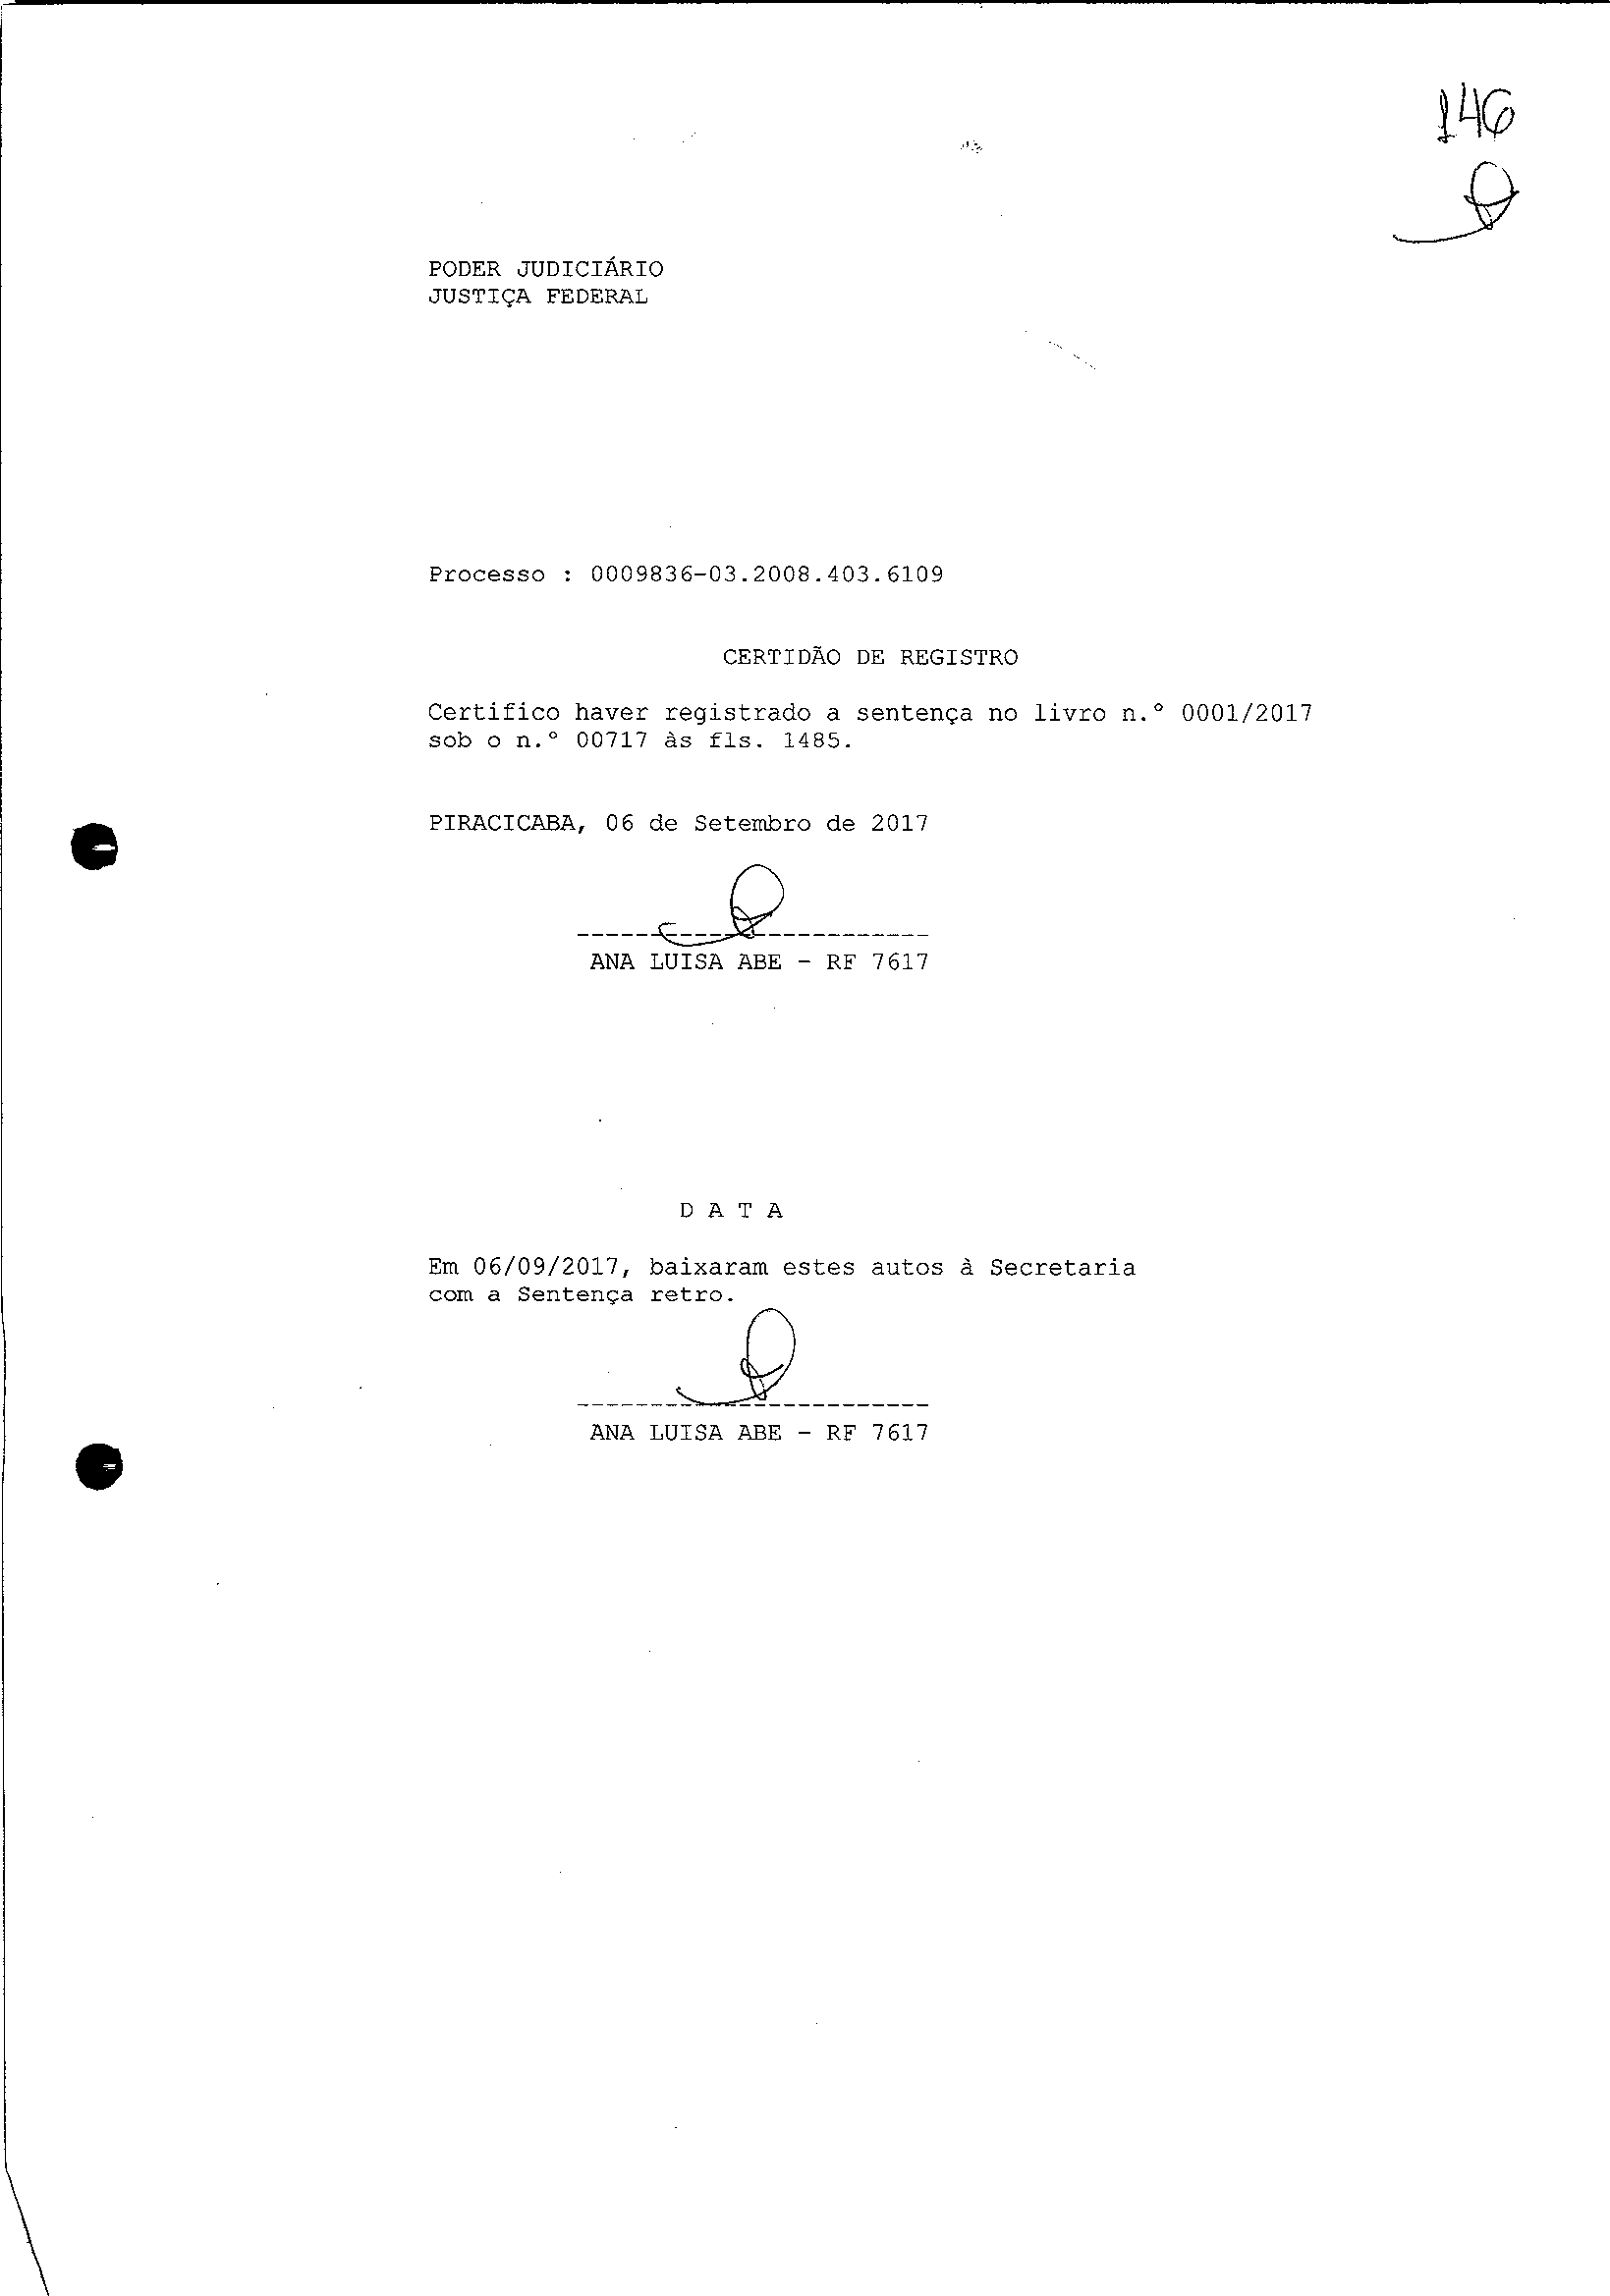 146
PODER JUDICIÁRIO
JUSTIÇA FEDERAL
Processo : 0009836-03.2008.403.6109
CERTIDÃO DE REGISTRO
Certifico haver registrado a sentença no livro n.º 0001/2017
sob o n.º 00717 às fls. 1485.
PIRACICABA, 06 de Setembro de 2017
------------------------
ANA LUISA ABE - RF 7617
D A T A
Em 06/09/2017, baixaram estes autos à Secretaria
com a Sentença retro.
------------------------
ANA LUISA ABE - RF 7617